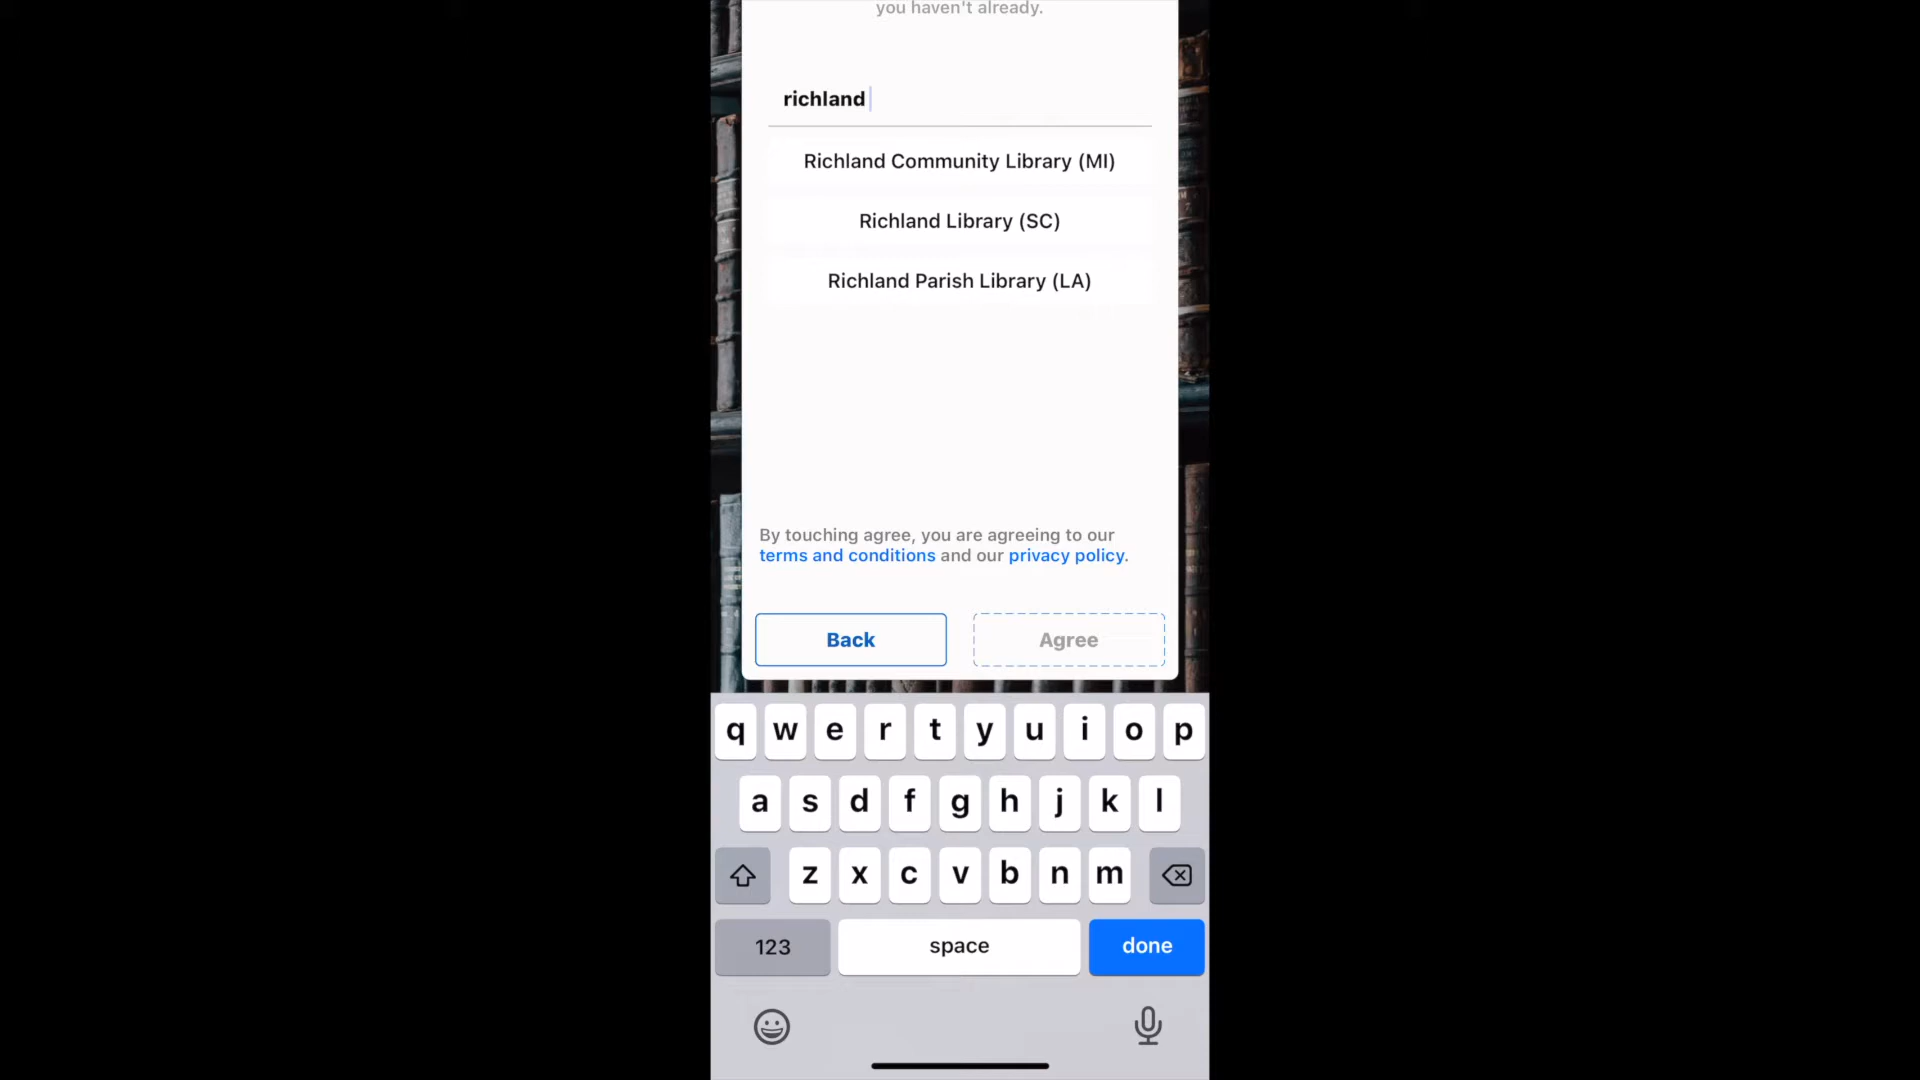 you haven't already.
richland
Richland Community Library (MI)
Richland Library (SC)
Richland Parish Library (LA)
By touching agree, you are agreeing to our
terms and conditions and our privacy policy.
Back Agree
q w e r t y u i o p
a s d f g h j k l
z x c v b n m
123 space done